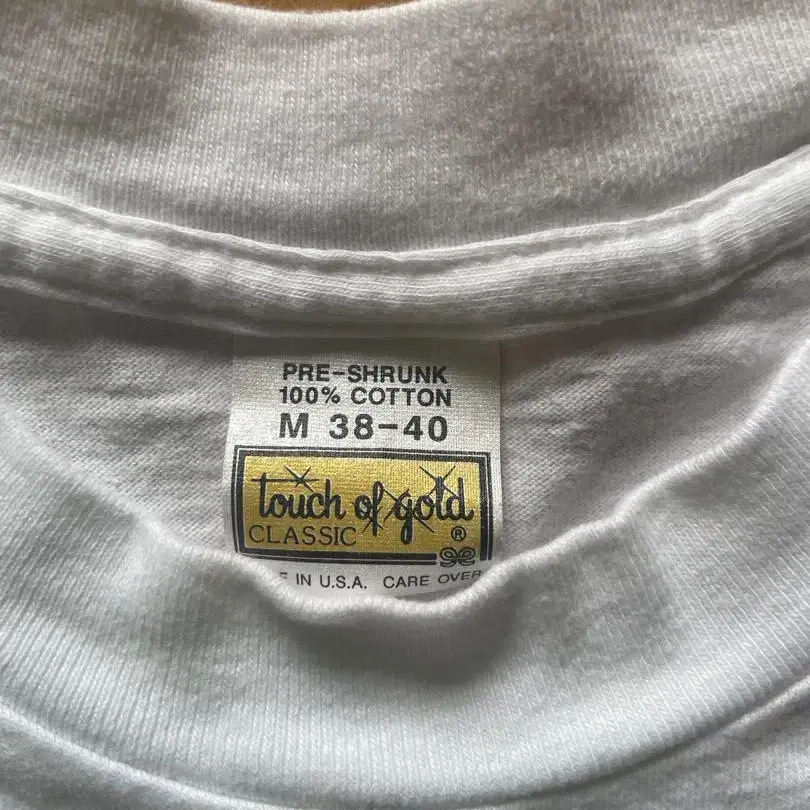 PRE-SHRUNK
100% COTTON
M 38-40
touch of gold
CLASSIC ®
IN U.S.A. CARE OVER